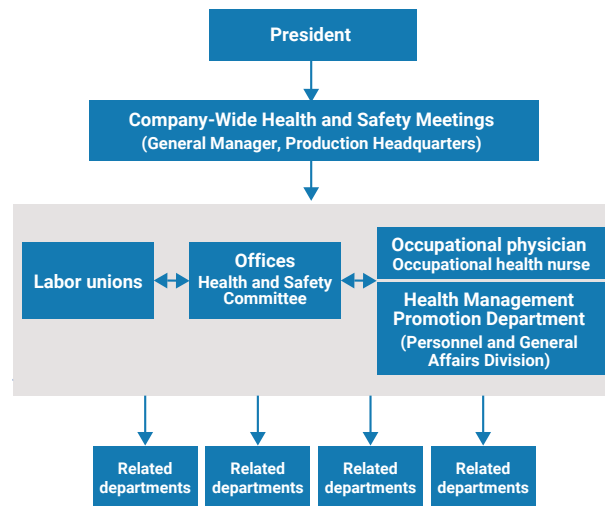 President
Company-Wide Health and Safety Meetings
(General Manager, Production Headquarters)
Labor unions
Offices
Health and Safety
Committee
Occupational physician
Occupational health nurse
Health Management
Promotion Department
(Personnel and General
Affairs Division)
Related
departments
Related
departments
Related
departments
Related
departments